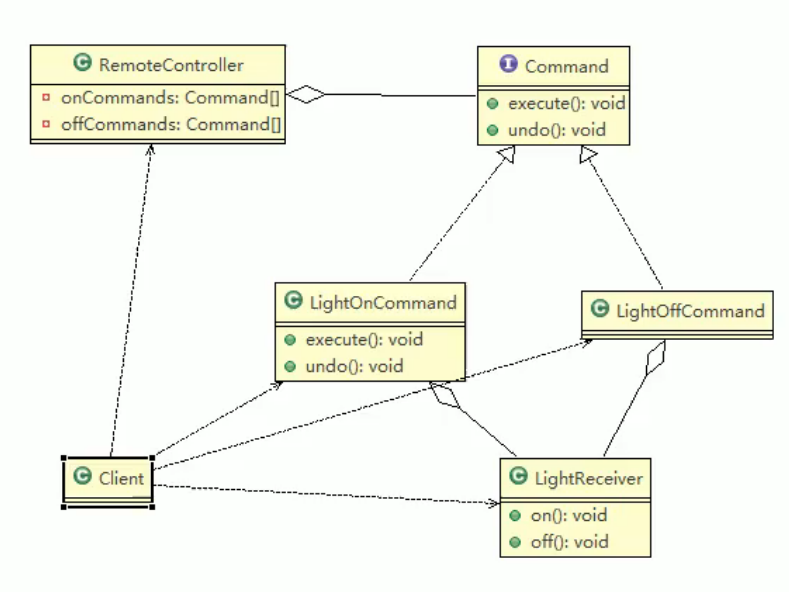 RemoteController
onCommands: Command[]
offCommands: Command[]
I Command
execute(): void
undo(): void
C LightOnCommand
execute(): void
undo(): void
C LightOffCommand
C Client
C LightReceiver
on(): void
off(): void